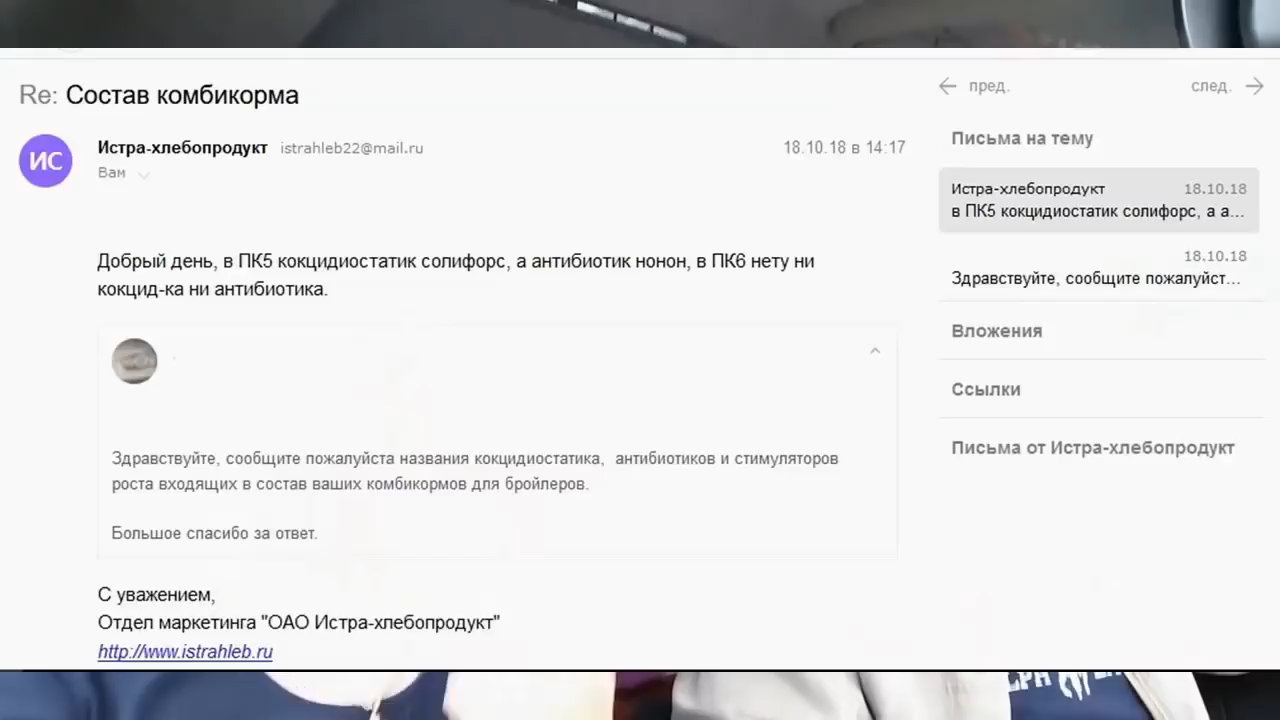 Re: Состав комбикорма
ИС
Истра-хлебопродукт istrahleb22@mail.ru
18.10.18 в 14:17
Вам
Добрый день, в ПК5 кокцидиостатик солифорс, а антибиотик нонон, в ПК6 нету ни
кокцид-ка ни антибиотика.
Здравствуйте, сообщите пожалуйста названия кокцидиостатика, антибиотиков и стимуляторов
роста входящих в состав ваших комбикормов для бройлеров.
Большое спасибо за ответ.
С уважением,
Отдел маркетинга "ОАО Истра-хлебопродукт"
http://www.istrahleb.ru
пред. след.
Письма на тему
Истра-хлебопродукт 18.10.18
в ПК5 кокцидиостатик солифорс, а а...
18.10.18
Здравствуйте, сообщите пожалуйст...
Вложения
Ссылки
Письма от Истра-хлебопродукт